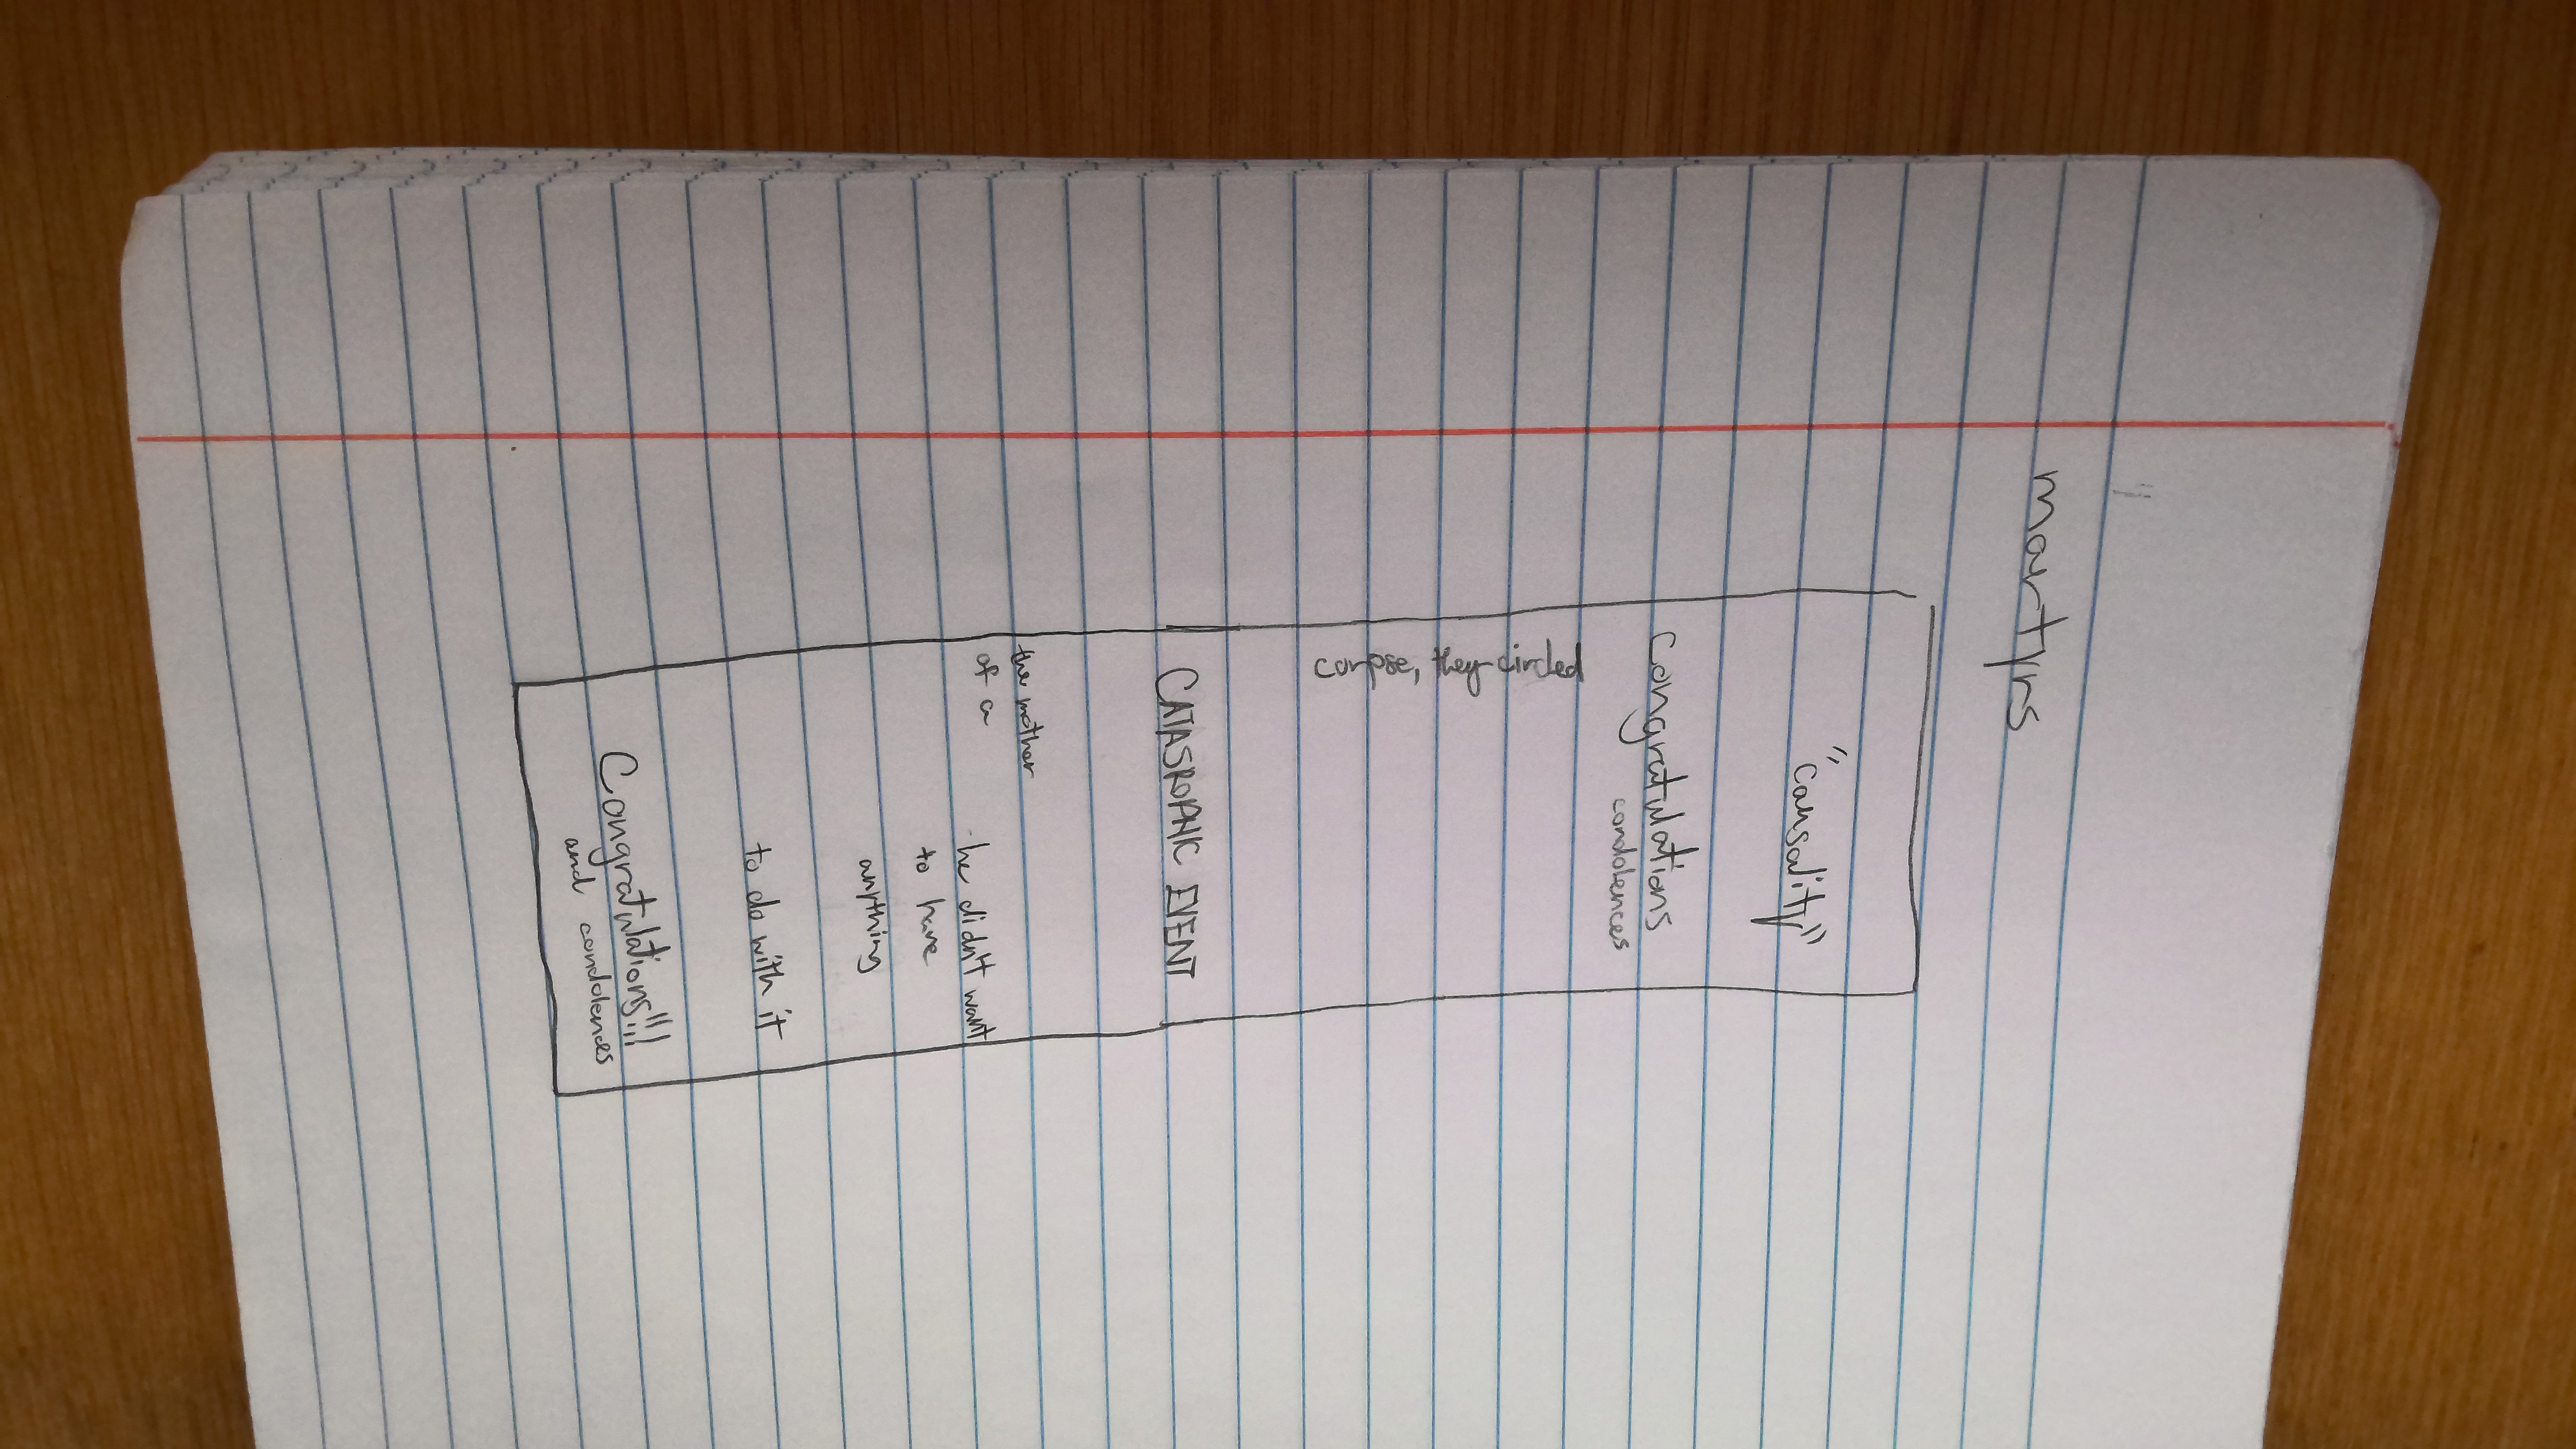 martyrs
"causality"
Congratulations
condolences
corpse, they circled
CATASROPHIC EVENT
the mother
of a
he didn't want
to have
anything
to do with it
Congratulations!!!
and condolences